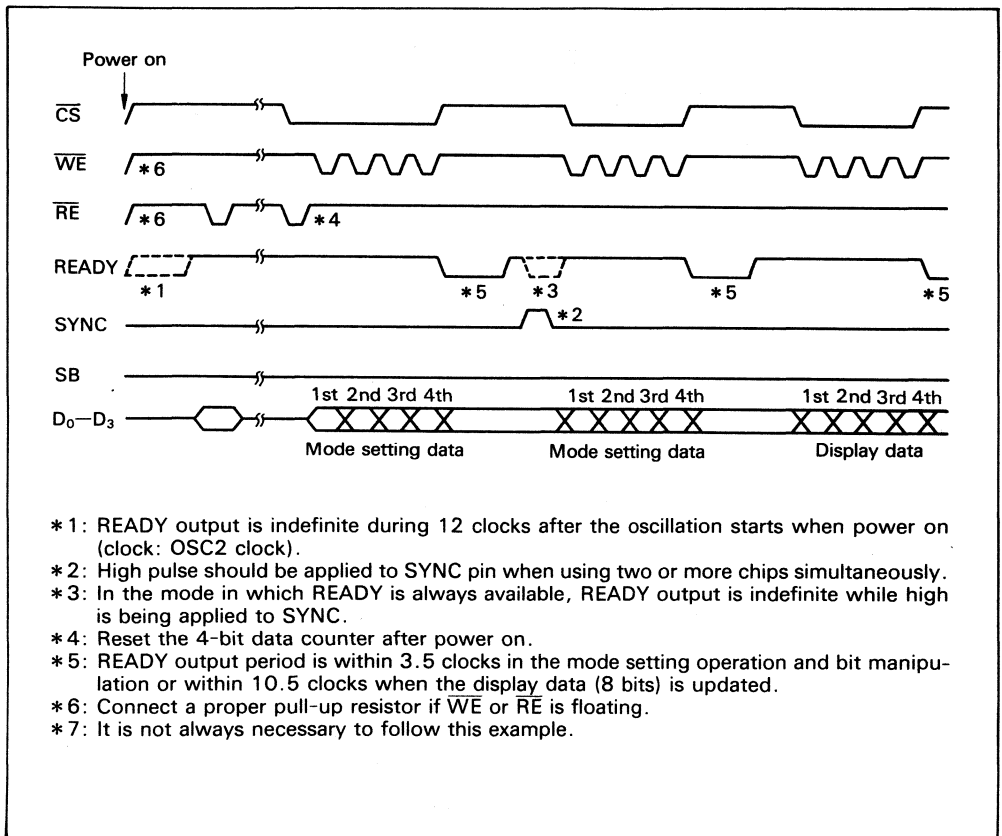 Power on
CS
WE *6
RE *6 *4
READY
*1 *5 *3 *5 *5
SYNC *2
SB
1st 2nd 3rd 4th 1st 2nd 3rd 4th 1st 2nd 3rd 4th
D₀—D₃
Mode setting data Mode setting data Display data
*1: READY output is indefinite during 12 clocks after the oscillation starts when power on
(clock: OSC2 clock).
*2: High pulse should be applied to SYNC pin when using two or more chips simultaneously.
*3: In the mode in which READY is always available, READY output is indefinite while high
is being applied to SYNC.
*4: Reset the 4-bit data counter after power on.
*5: READY output period is within 3.5 clocks in the mode setting operation and bit manipu-
lation or within 10.5 clocks when the display data (8 bits) is updated.
*6: Connect a proper pull-up resistor if WE or RE is floating.
*7: It is not always necessary to follow this example.